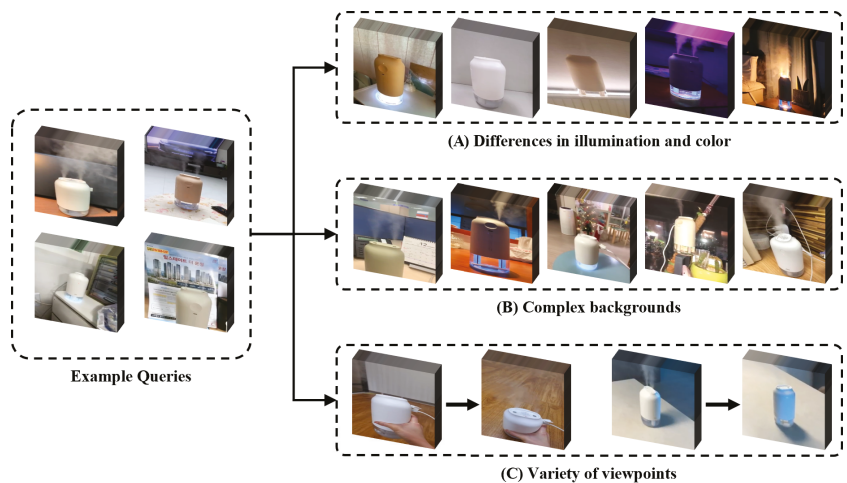 (A) Differences in illumination and color
(B) Complex backgrounds
Example Queries
(C) Variety of viewpoints